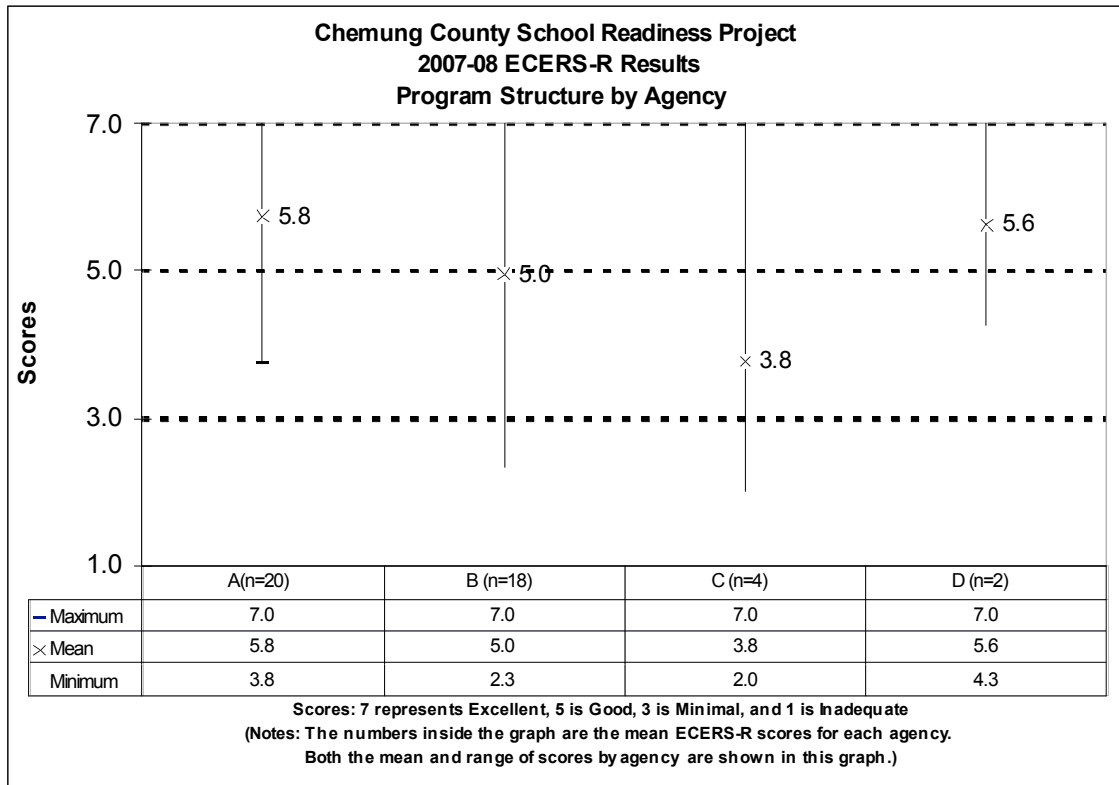 Chemung County School Readiness Project
2007-08 ECERS-R Results
Program Structure by Agency
Scores
7.0
5.0
3.0
1.0
5.8
5.0
3.8
5.6
A(n=20) B (n=18) C (n=4) D (n=2)
Maximum 7.0 7.0 7.0 7.0
Mean 5.8 5.0 3.8 5.6
Minimum 3.8 2.3 2.0 4.3
Scores: 7 represents Excellent, 5 is Good, 3 is Minimal, and 1 is Inadequate
(Notes: The numbers inside the graph are the mean ECERS-R scores for each agency.
Both the mean and range of scores by agency are shown in this graph.)